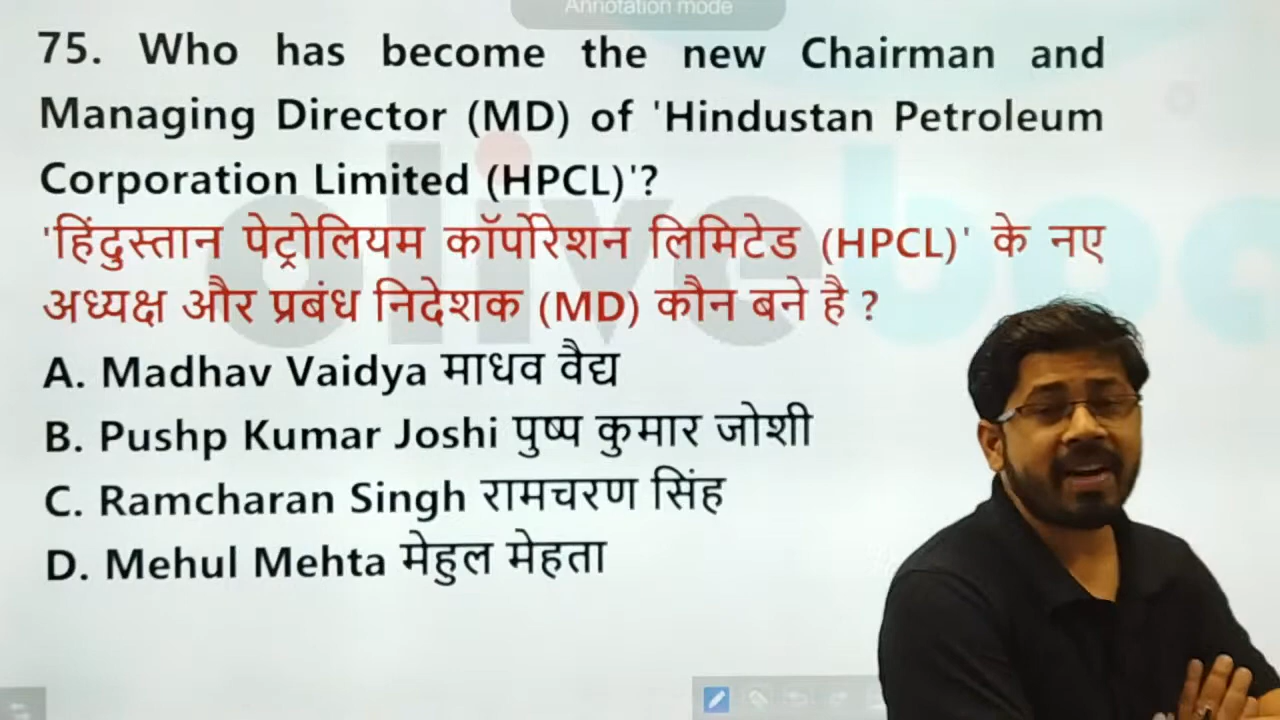 Annotation mode
75. Who has become the new Chairman and
Managing Director (MD) of 'Hindustan Petroleum
Corporation Limited (HPCL)'?
'हिंदुस्तान पेट्रोलियम कॉर्पोरेशन लिमिटेड (HPCL)' के नए
अध्यक्ष और प्रबंध निदेशक (MD) कौन बने है ?
A. Madhav Vaidya माधव वैद्य
B. Pushp Kumar Joshi पुष्प कुमार जोशी
C. Ramcharan Singh रामचरण सिंह
D. Mehul Mehta मेहुल मेहता